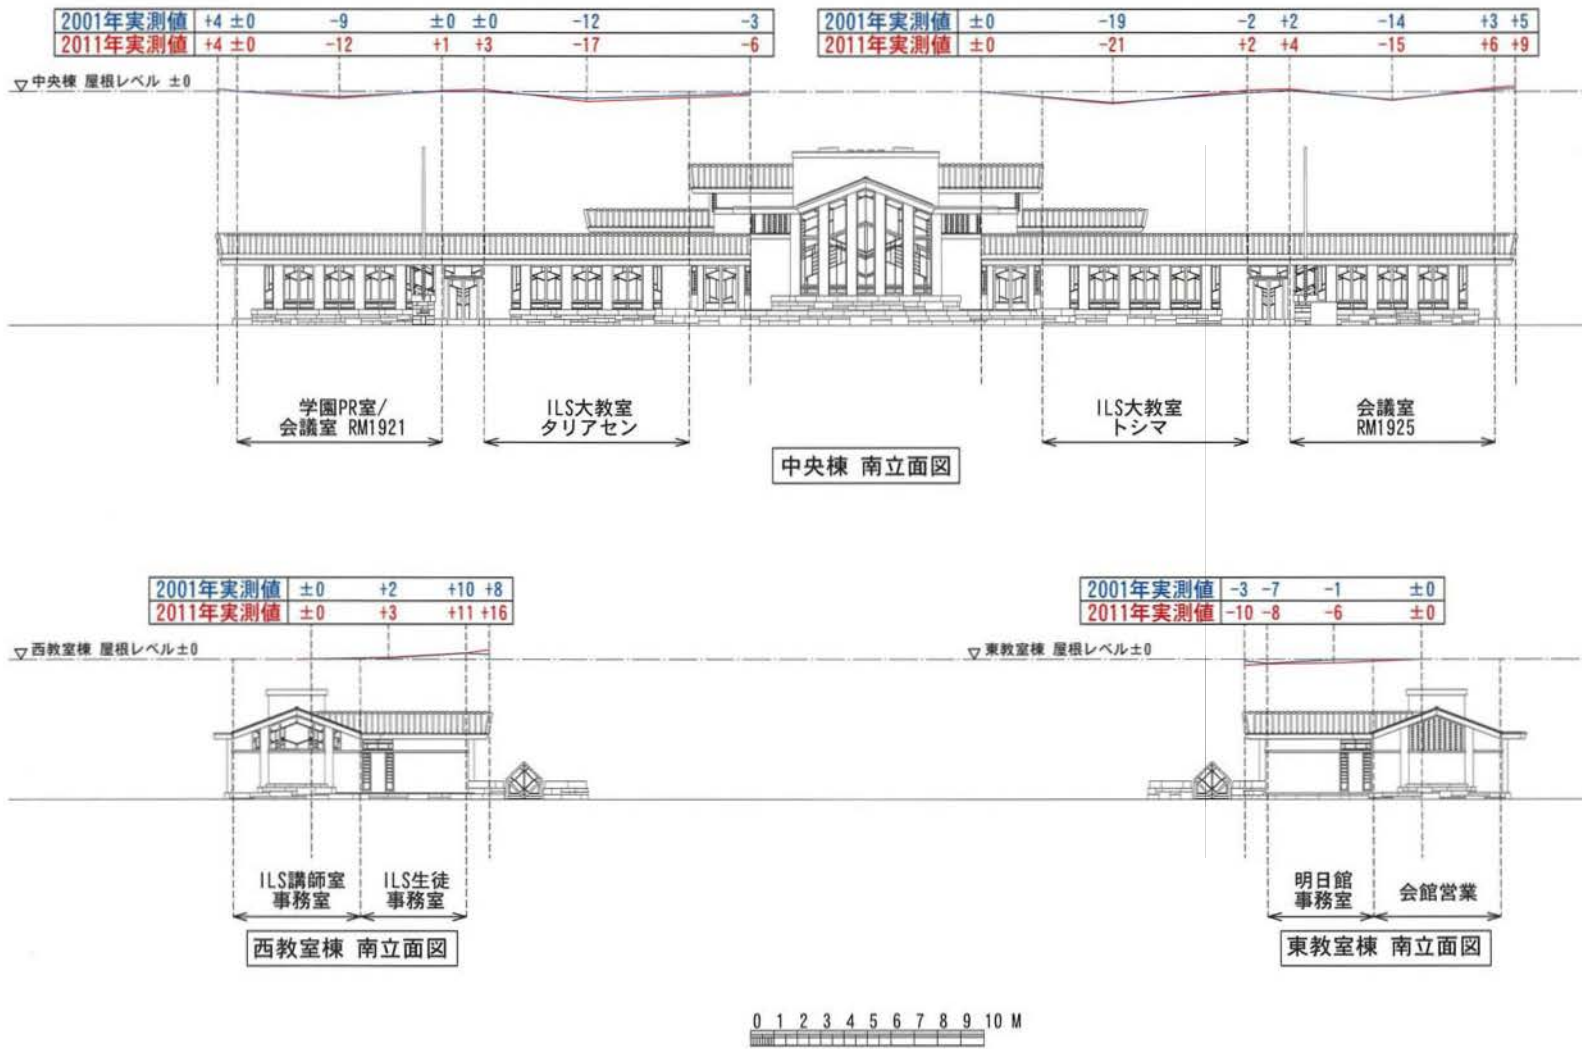 2001年実測値 +4 ±0 -9 ±0 ±0 -12 -3
2011年実測値 +4 ±0 -12 +1 +3 -17 -6
2001年実測値 ±0 -19 -2 +2 -14 +3 +5
2011年実測値 ±0 -21 +2 +4 -15 +6 +9
▽中央棟 屋根レベル ±0
学園PR室/
会議室 RM1921
ILS大教室
タリアセン
ILS大教室
トシマ
会議室
RM1925
中央棟 南立面図
2001年実測値 ±0 +2 +10 +8
2011年実測値 ±0 +3 +11 +16
2001年実測値 -3 -7 -1 ±0
2011年実測値 -10 -8 -6 ±0
▽西教室棟 屋根レベル±0
▽東教室棟 屋根レベル±0
ILS講師室
事務室
ILS生徒
事務室
明日館
事務室
会館営業
西教室棟 南立面図
東教室棟 南立面図
0 1 2 3 4 5 6 7 8 9 10 M